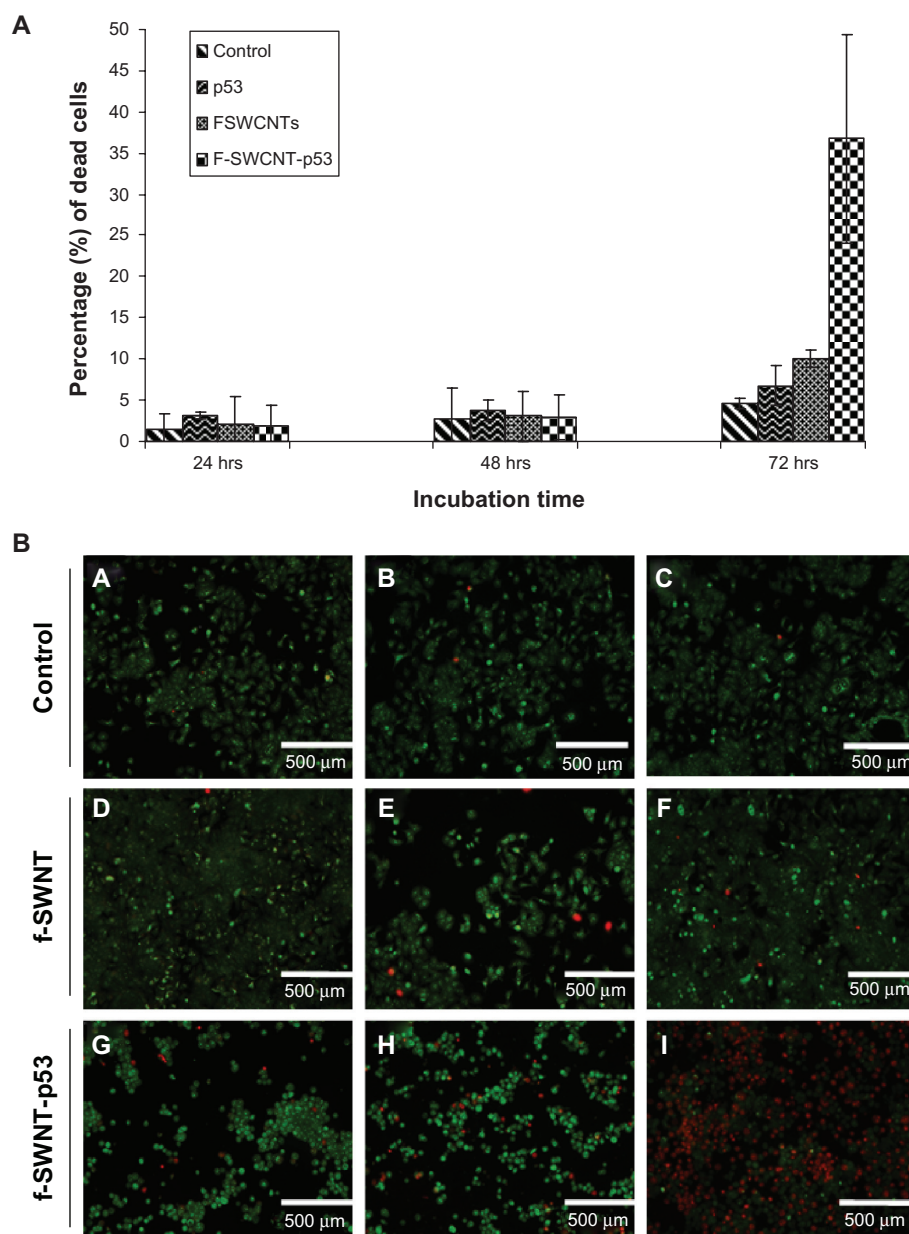 A
Percentage (%) of dead cells
50
45
40
35
30
25
20
15
10
5
0
Control
p53
FSWCNTs
F-SWCNT-p53
24 hrs
48 hrs
72 hrs
Incubation time
B
Control
A
500 μm
B
500 μm
C
500 μm
f-SWNT
D
500 μm
E
500 μm
F
500 μm
f-SWNT-p53
G
500 μm
H
500 μm
I
500 μm